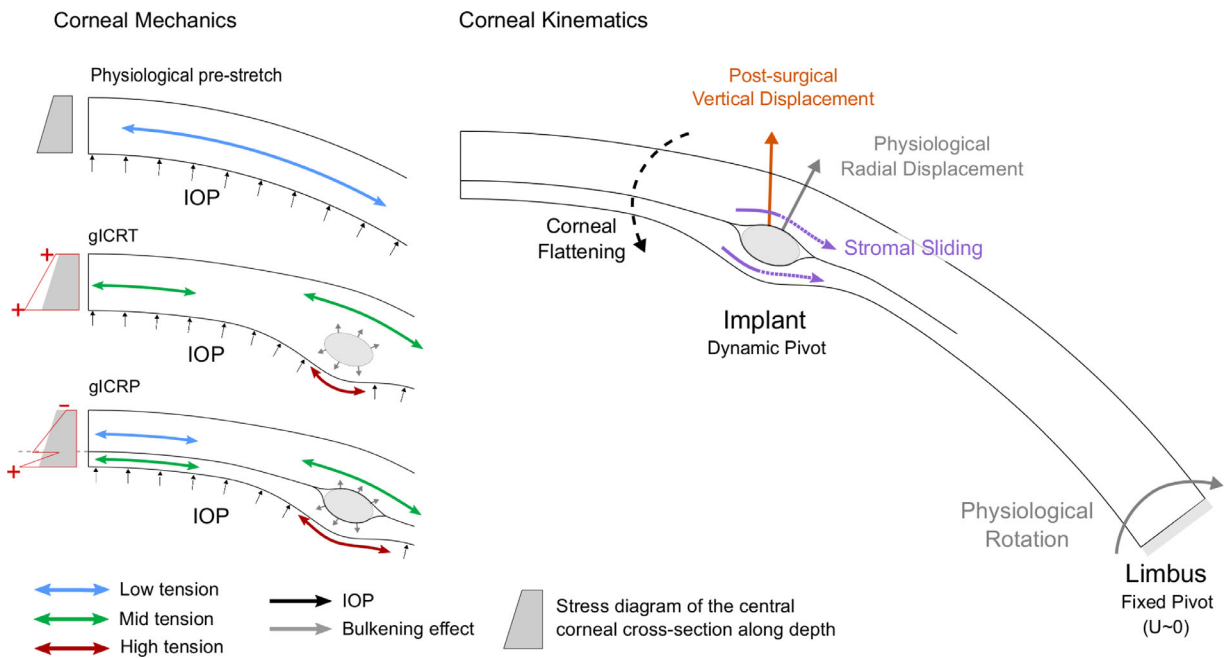 Corneal Mechanics
Physiological pre-stretch
IOP
gICRT
+
+
IOP
gICRP
−
+
IOP
Corneal Kinematics
Post-surgical
Vertical Displacement
Physiological
Radial Displacement
Corneal
Flattening
Stromal Sliding
Implant
Dynamic Pivot
Physiological
Rotation
Limbus
Fixed Pivot
(U~0)
Low tension
Mid tension
High tension
IOP
Bulkening effect
Stress diagram of the central
corneal cross-section along depth